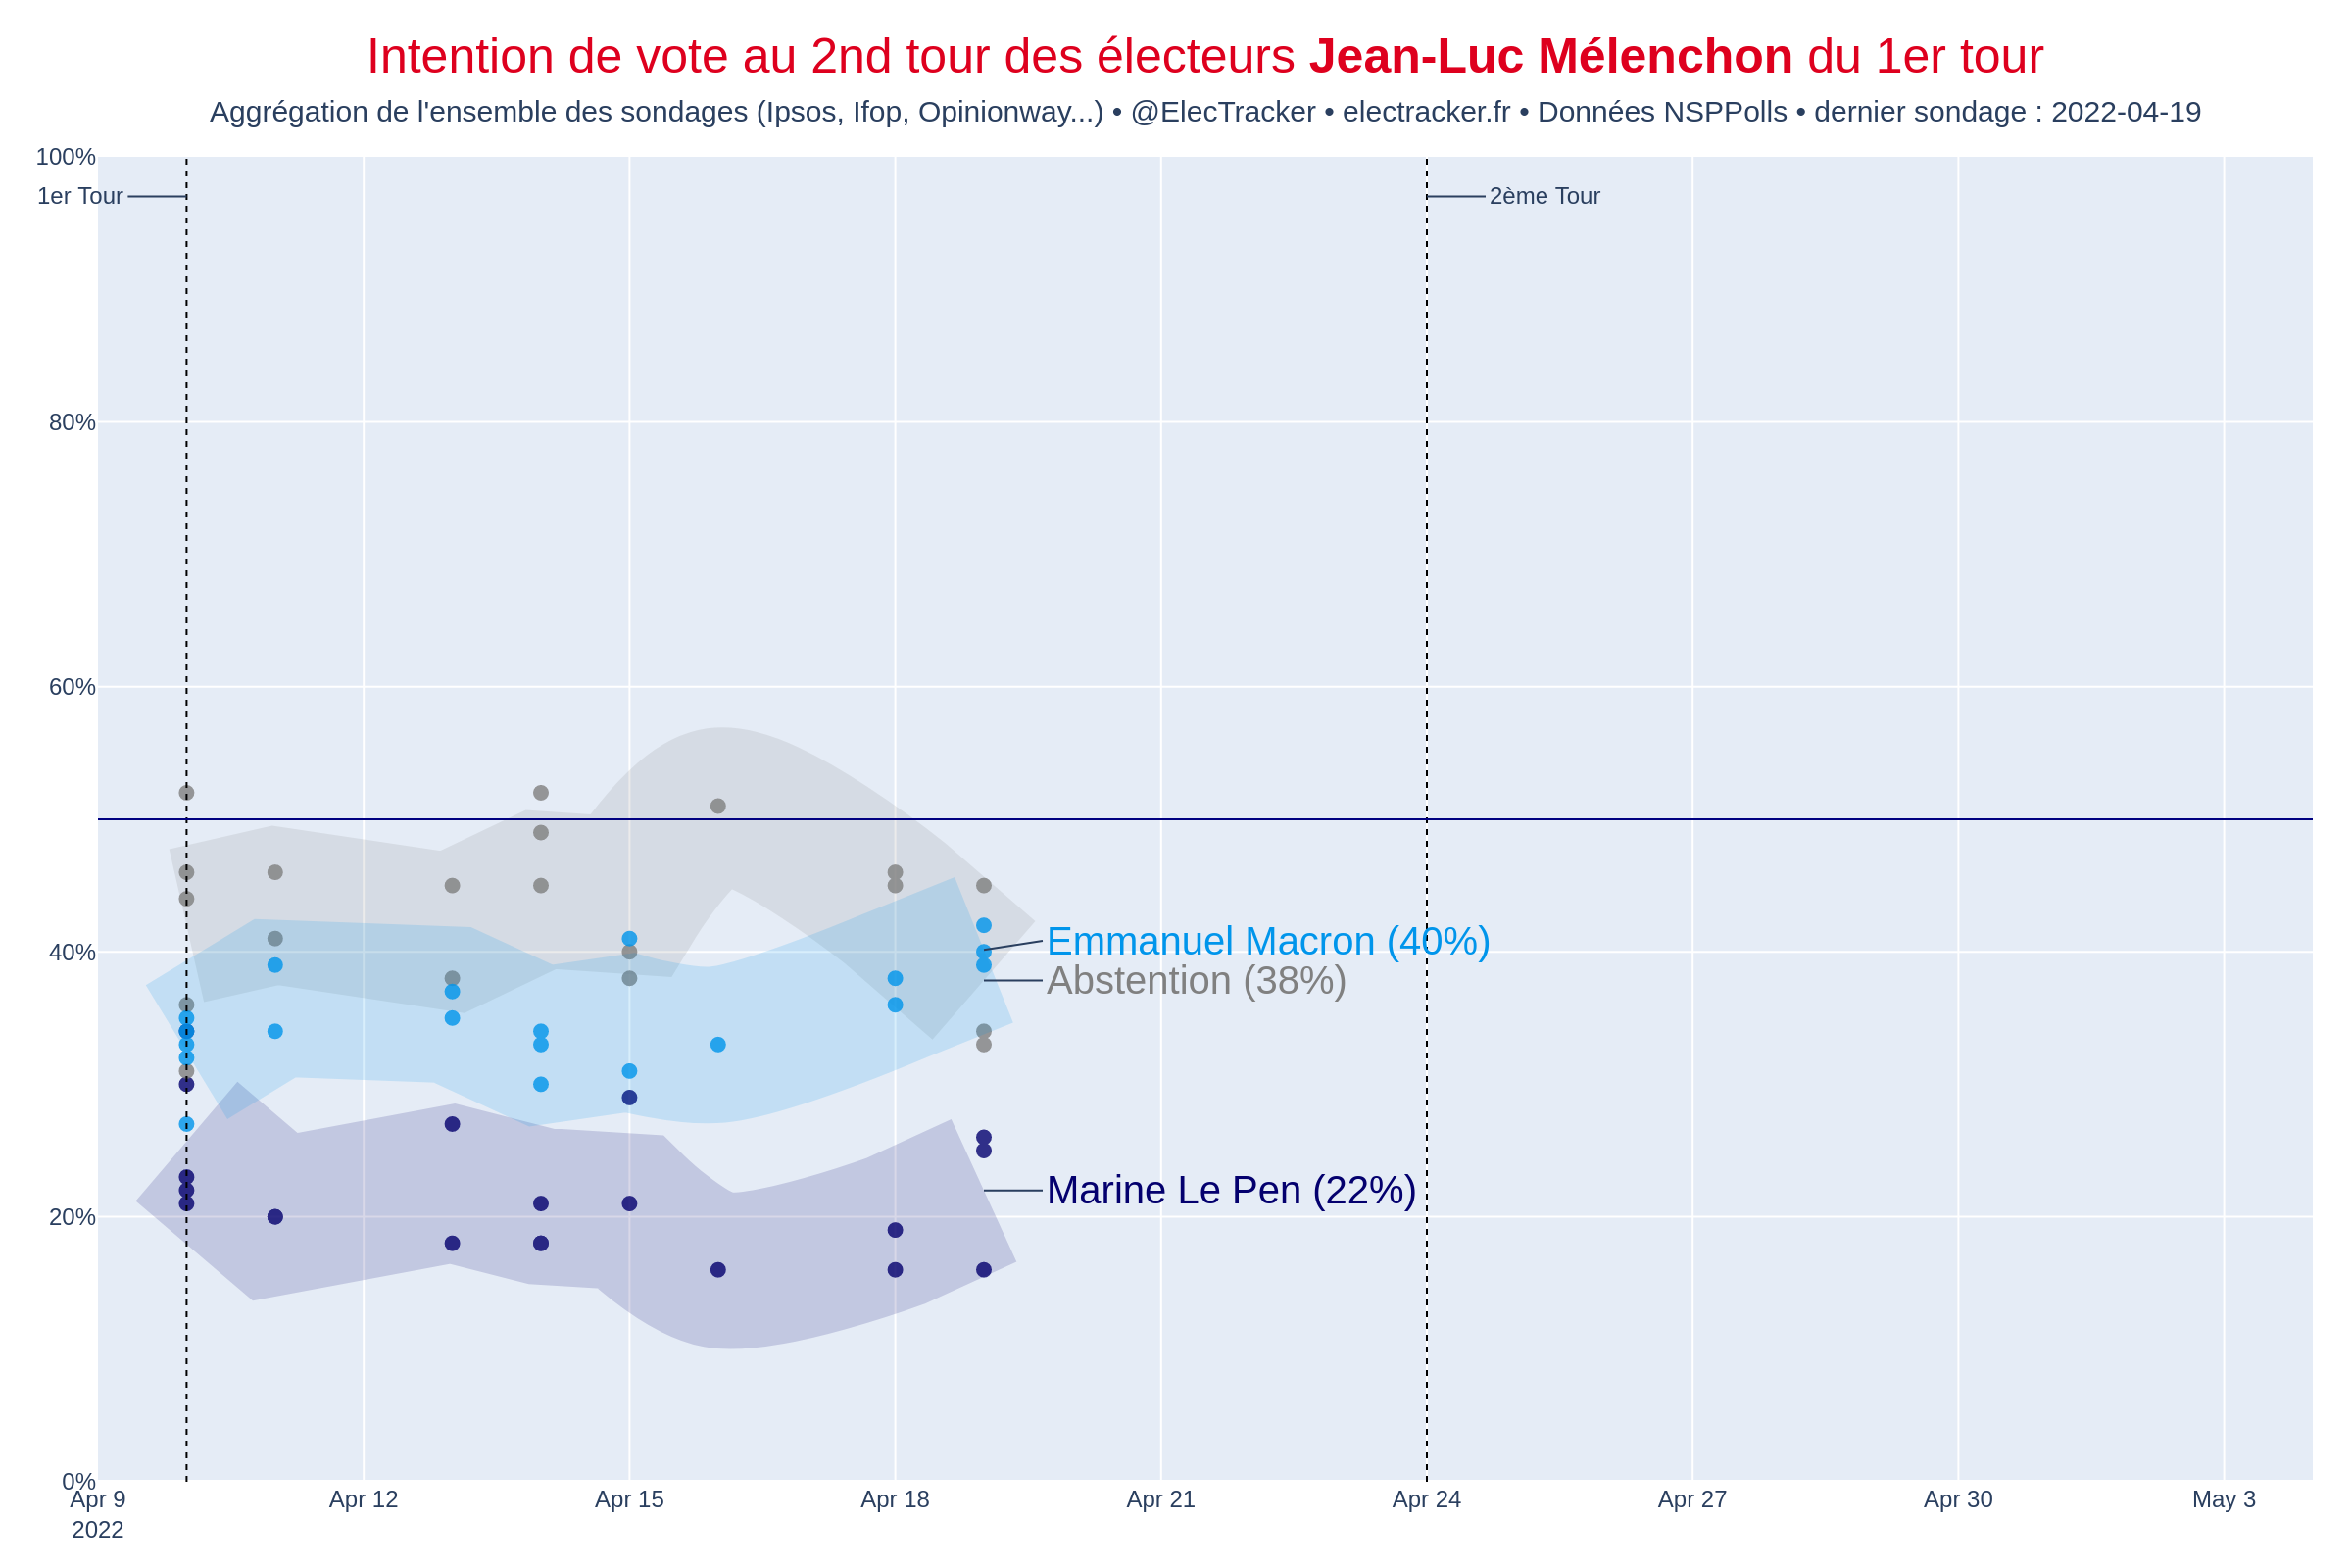 Intention de vote au 2nd tour des électeurs Jean-Luc Mélenchon du 1er tour
Aggrégation de l'ensemble des sondages (Ipsos, Ifop, Opinionway...) • @ElecTracker • electracker.fr • Données NSPPolls • dernier sondage : 2022-04-19
100%
1er Tour
2ème Tour
80%
60%
40%
Emmanuel Macron (40%)
Abstention (38%)
Marine Le Pen (22%)
20%
0%
Apr 9
2022
Apr 12
Apr 15
Apr 18
Apr 21
Apr 24
Apr 27
Apr 30
May 3